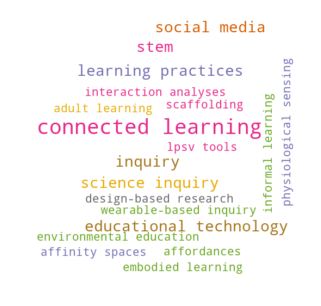 social media
stem
learning practices
interaction analyses
adult learning
scaffolding
connected learning
lpsv tools
inquiry
science inquiry
design-based research
wearable-based inquiry
educational technology
environmental education
affinity spaces
affordances
embodied learning
informal learning
physiological sensing